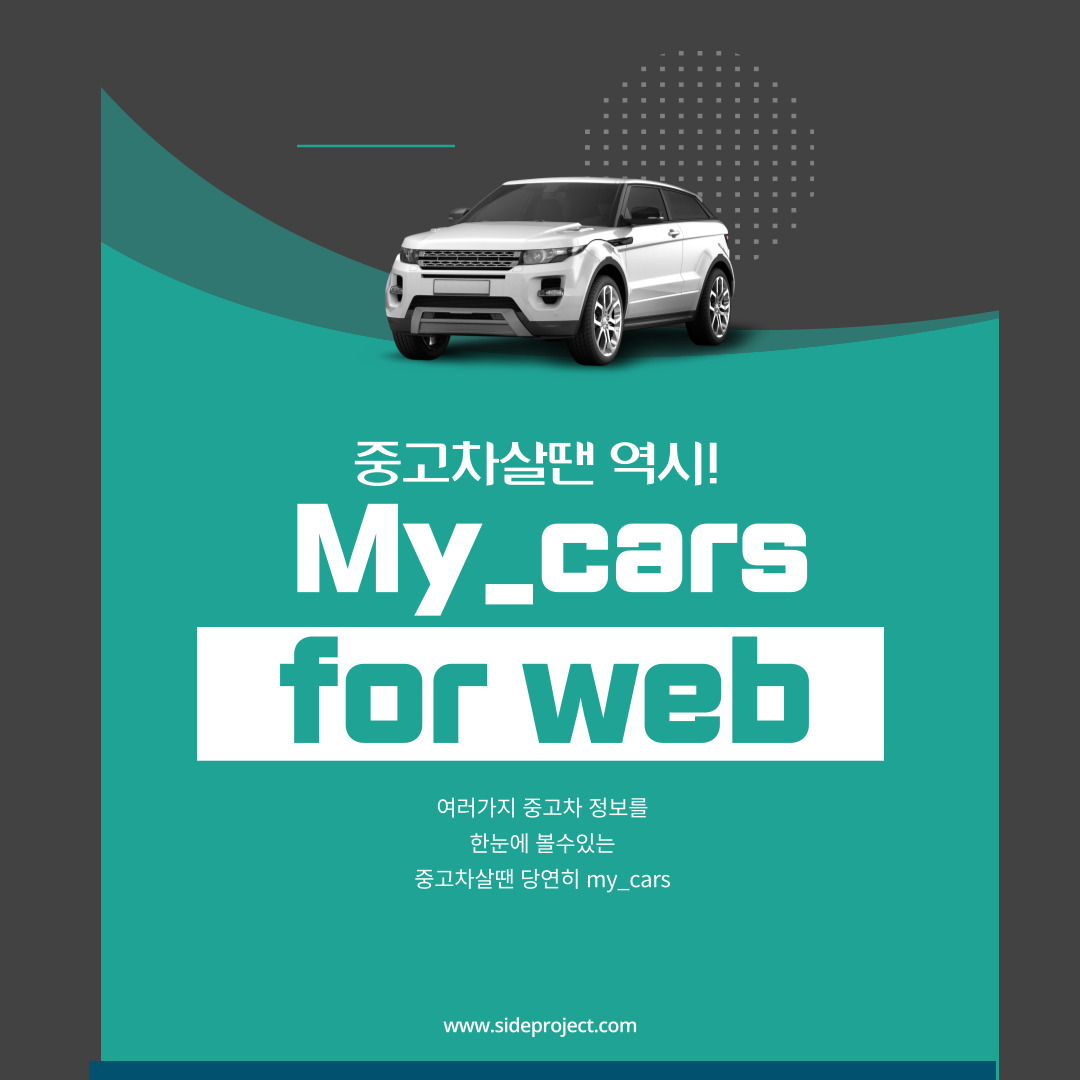 중고차살땐 역시!
My_cars
for web
여러가지 중고차 정보를
한눈에 볼수있는
중고차살땐 당연히 my_cars
www.sideproject.com